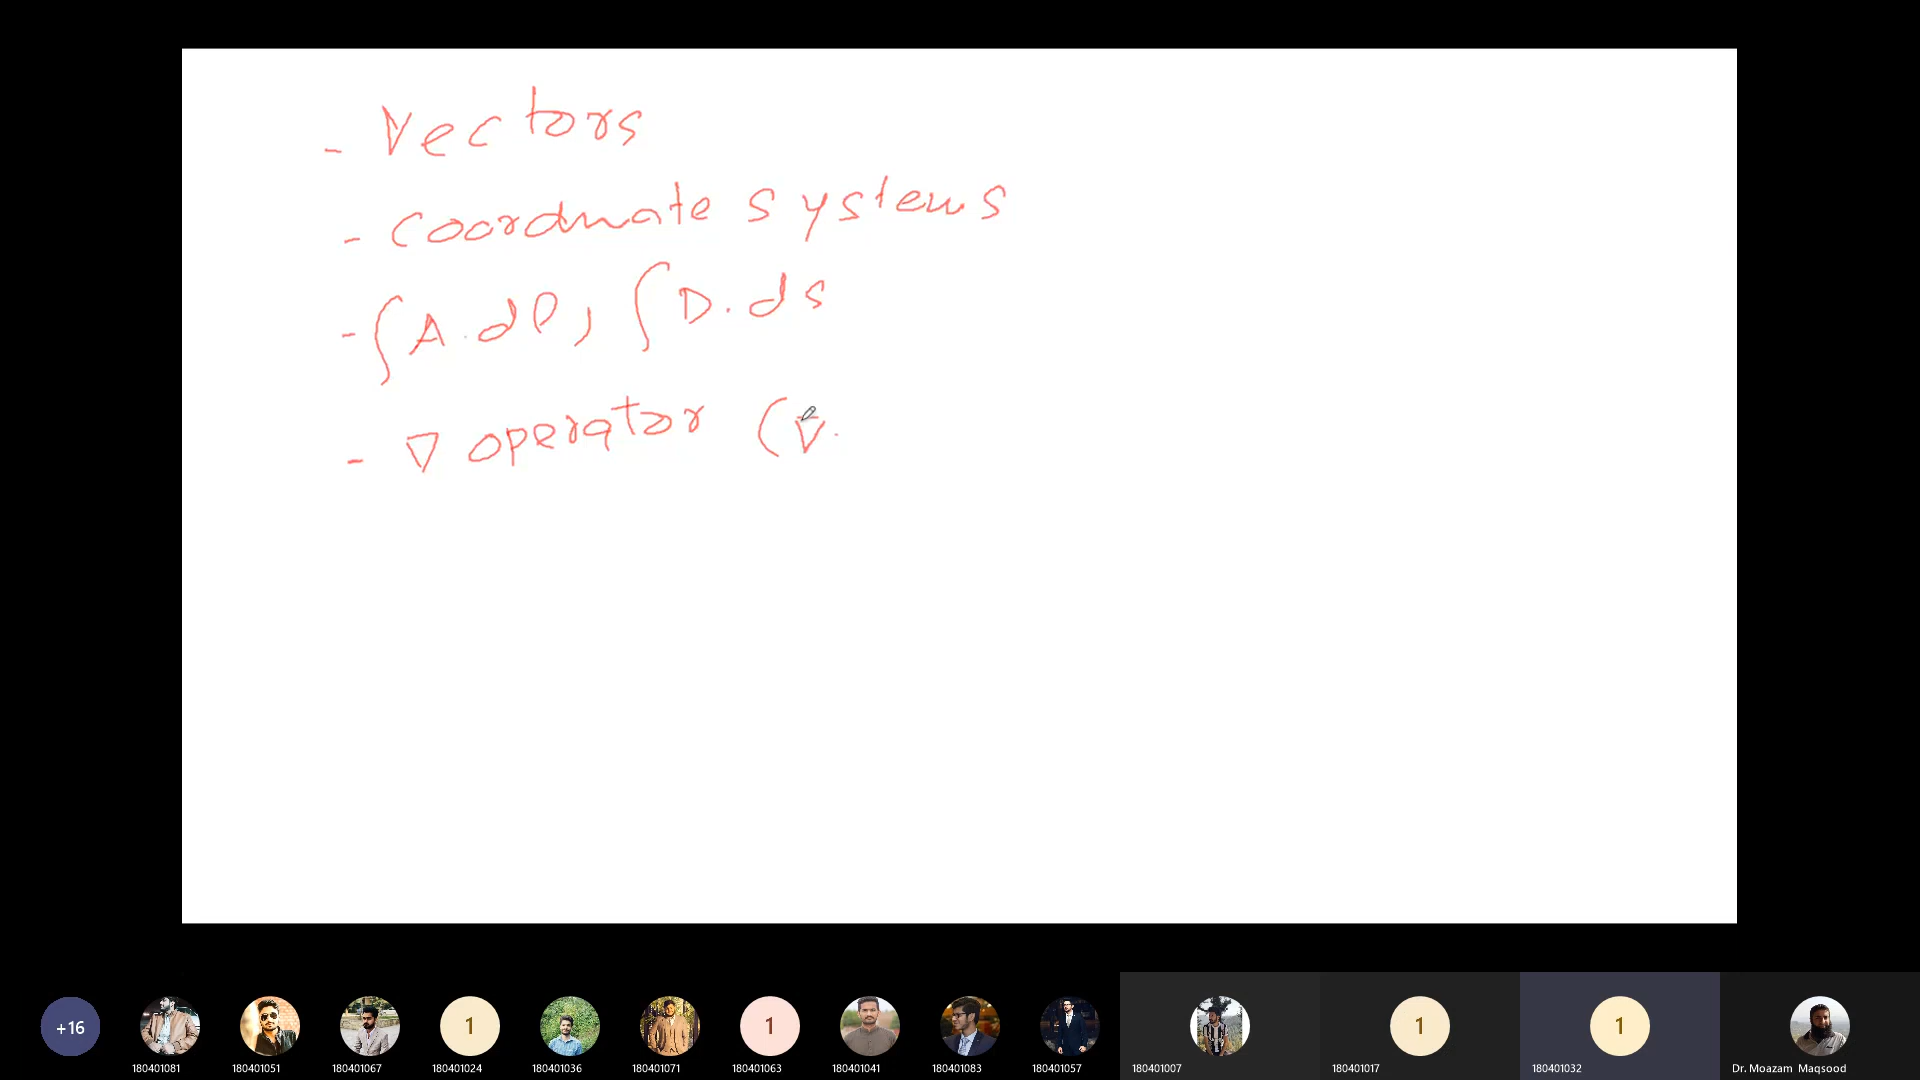 - Vectors
- Coordinate systems
- ∫A.dl, ∫D.ds
- ∇ operator (∇.
+16
1
1
1
1
180401081 180401051 180401067 180401024 180401036 180401071 180401063 180401041 180401083 180401057 180401007 180401017 180401032 Dr. Moazam Maqsood